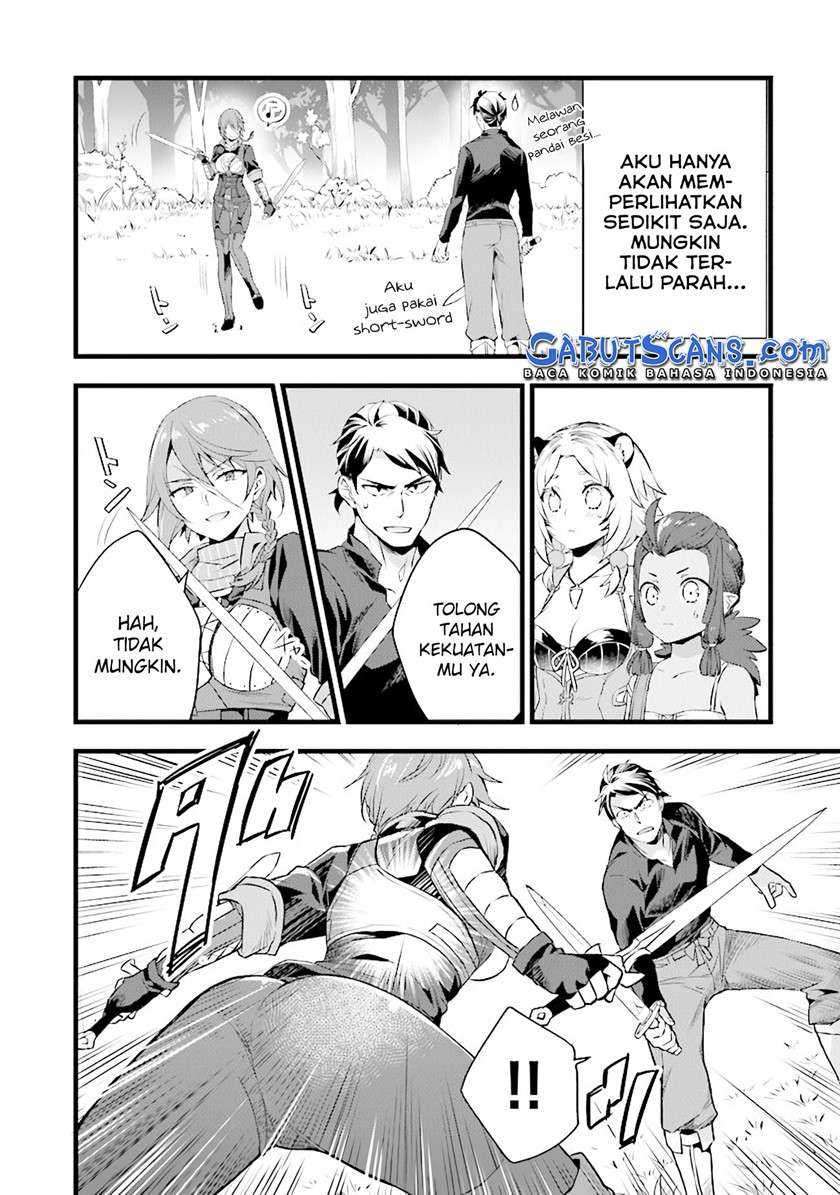 AKU HANYA
AKAN MEM-
PERLIHATKAN
SEDIKIT SAJA.
MUNGKIN
TIDAK TER-
LALU PARAH...
Melawan
seorang
pandai besi...
Aku
juga pakai
short-sword
GABUTSCANS.com
BACA KOMIK BAHASA INDONESIA
TOLONG
TAHAN
KEKUATAN-
MU YA.
HAH,
TIDAK
MUNGKIN.
!!